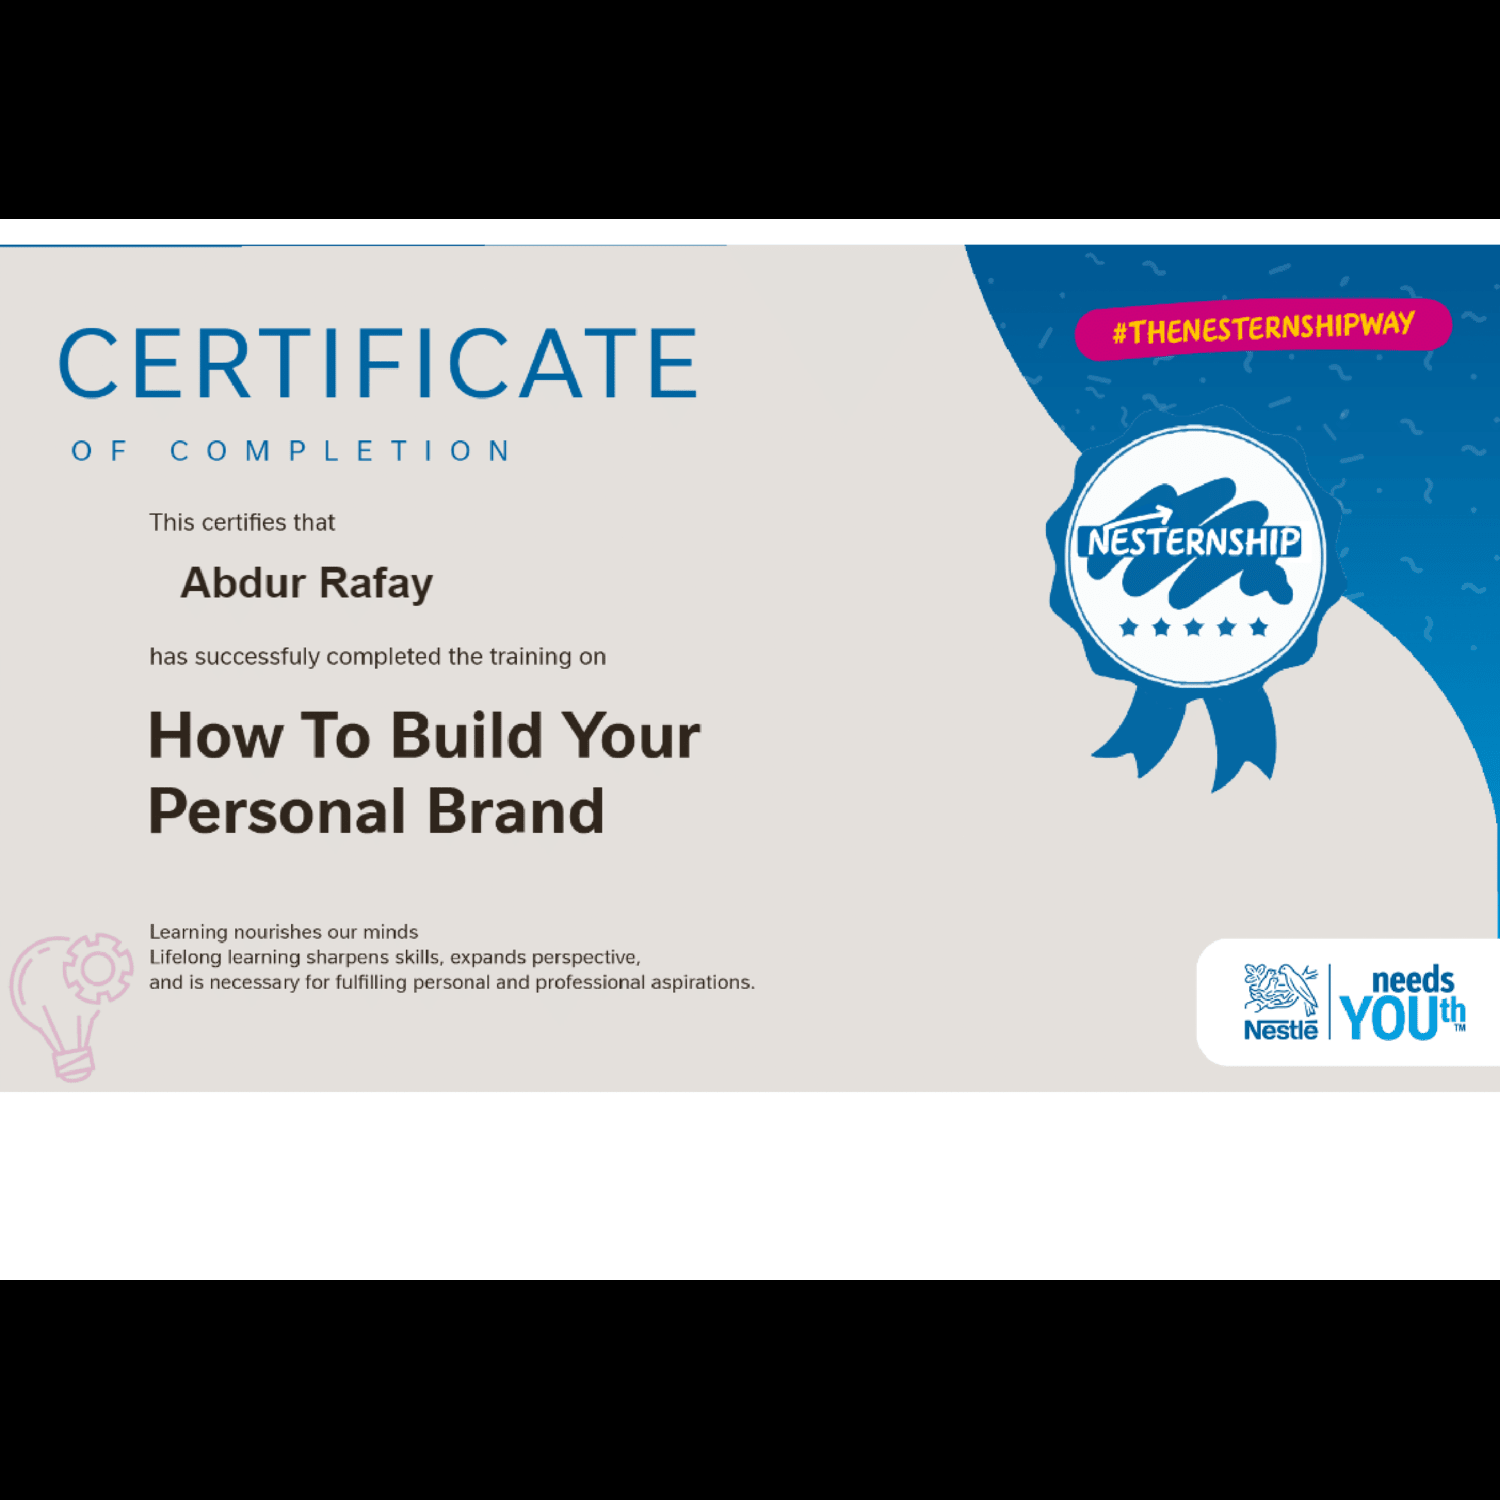 CERTIFICATE
OF COMPLETION
This certifies that
Abdur Rafay
has successfuly completed the training on
How To Build Your
Personal Brand
Learning nourishes our minds
Lifelong learning sharpens skills, expands perspective,
and is necessary for fulfilling personal and professional aspirations.
#THENESTERNSHIPWAY
NESTERNSHIP
Nestlé
needs
YOUth™